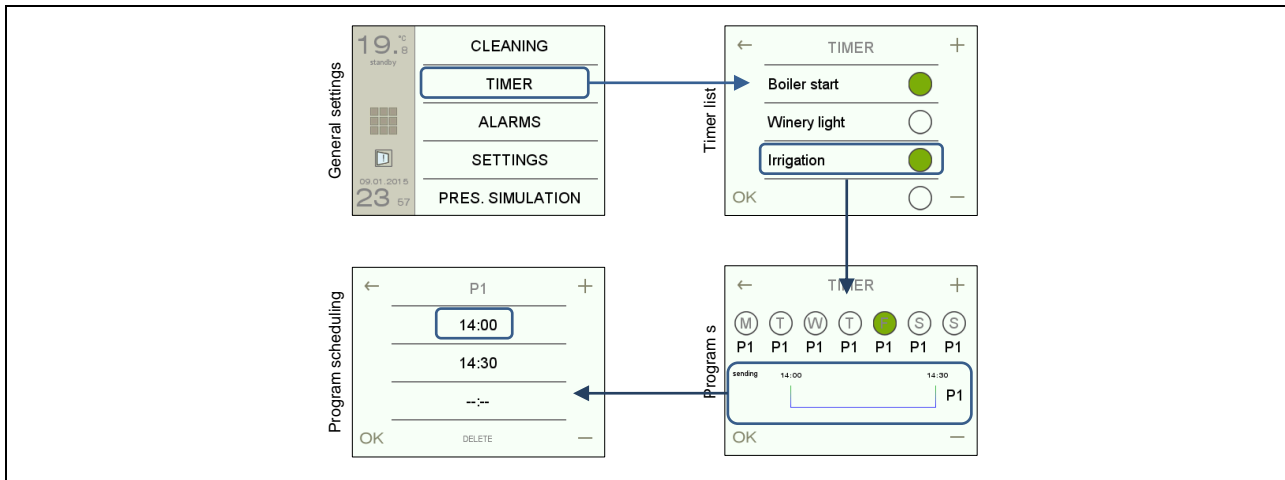 General settings
19.8 °C
standby
09.01.2015
23 57
CLEANING
TIMER
ALARMS
SETTINGS
PRES. SIMULATION
Timer list
← TIMER +
Boiler start
Winery light
Irrigation
OK —
Program scheduling
← P1 +
14:00
14:30
--:--
OK DELETE —
Program s
← TIMER +
M T W T F S S
P1 P1 P1 P1 P1 P1 P1
sending 14:00 14:30
P1
OK —